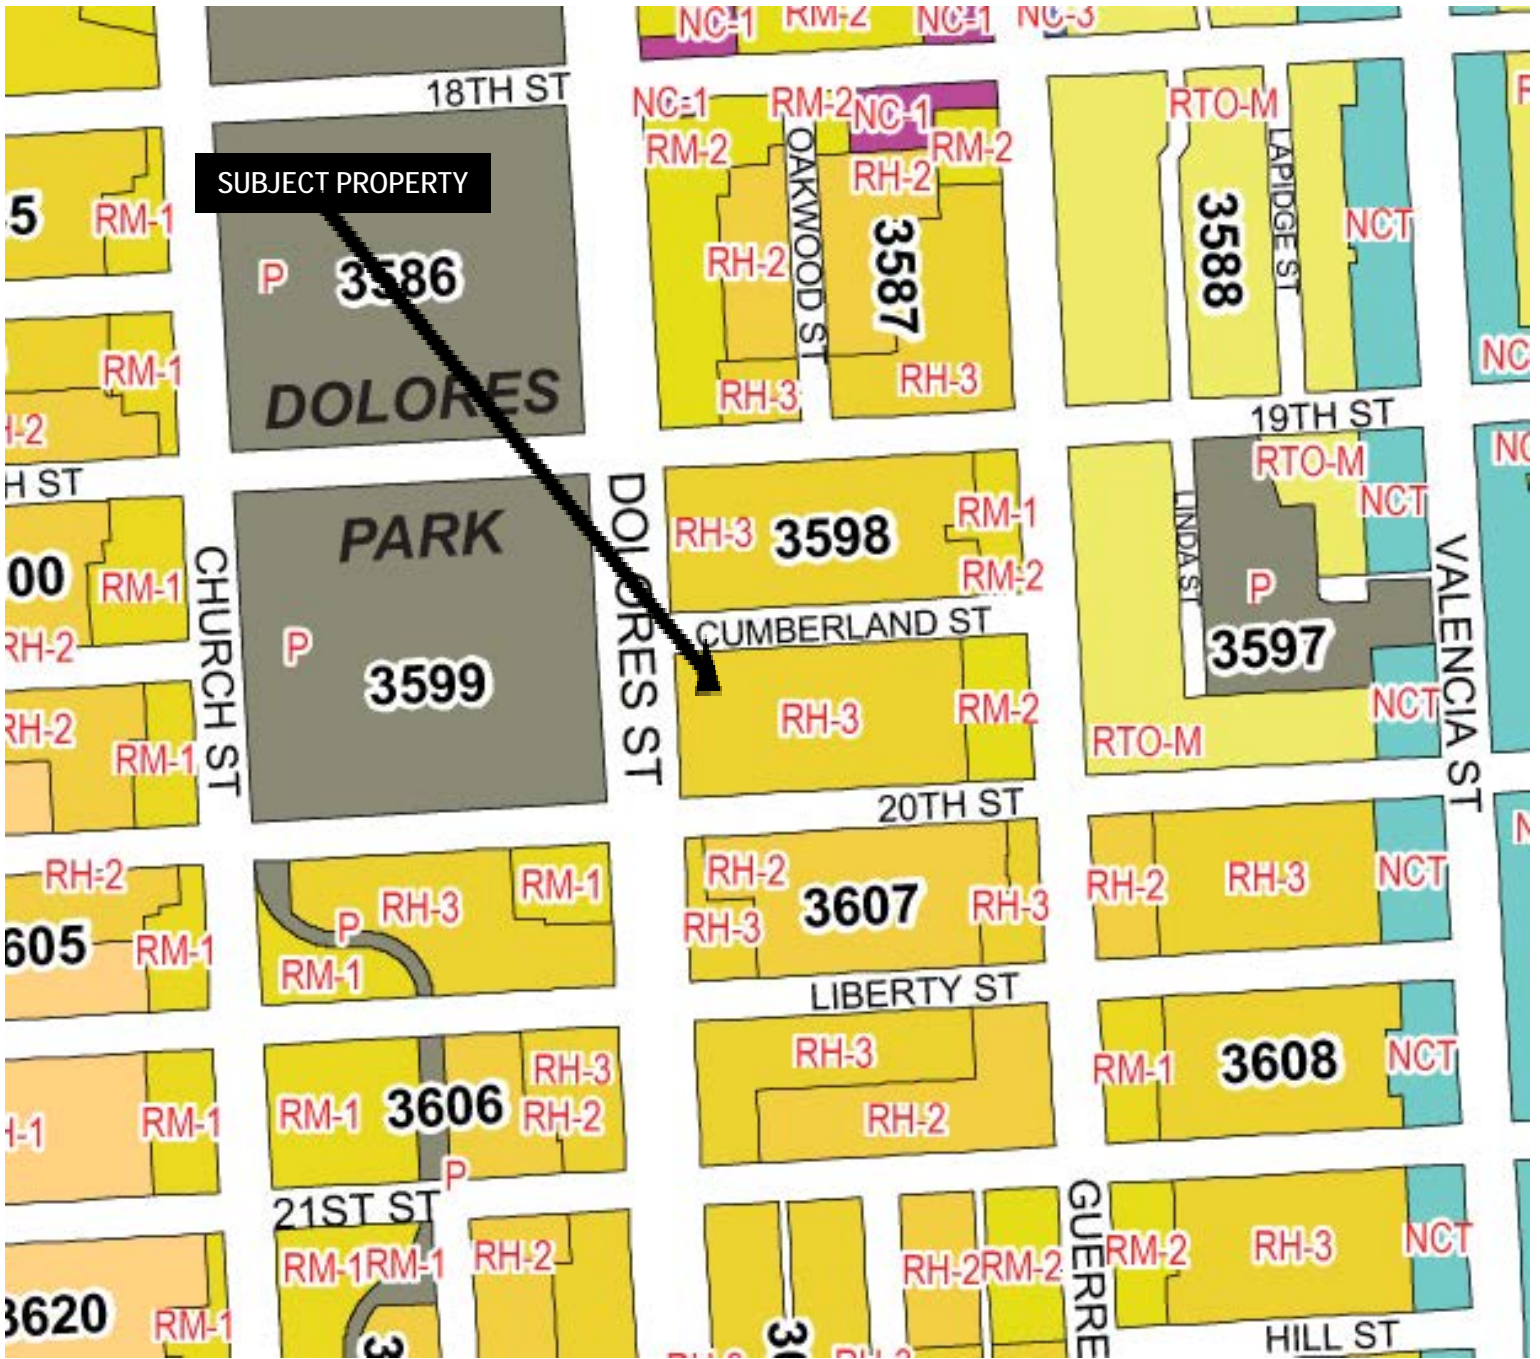 NC-1
RM-2
NC-1
NC-3
18TH ST
NC-1
RM-2
NC-1
RTO-M
RM-2
RM-2
RH-2
OAKWOOD ST
LAPIDGE ST
SUBJECT PROPERTY
RM-1
NCT
3588
3587
P
3586
RH-2
RM-1
RH-3
RH-3
DOLORES
19TH ST
RTO-M
NCT
PARK
DOLORES ST
RH-3
3598
RM-1
RM-2
LINDA ST
P
3597
VALENCIA ST
CHURCH ST
RM-1
RH-2
P
3599
CUMBERLAND ST
RH-3
RM-2
NCT
RTO-M
RH-2
RM-1
20TH ST
RH-2
RH-3
RM-1
RH-2
3607
RH-3
RH-2
RH-3
NCT
P
RH-3
RM-1
RM-1
LIBERTY ST
RH-3
RH-3
RM-1
3608
NCT
RM-1
RM-1
3606
RH-2
RH-2
P
21ST ST
RM-1
RM-1
RH-2
RH-2
RM-2
GUERRE
RM-2
RH-3
NCT
3620
RM-1
HILL ST